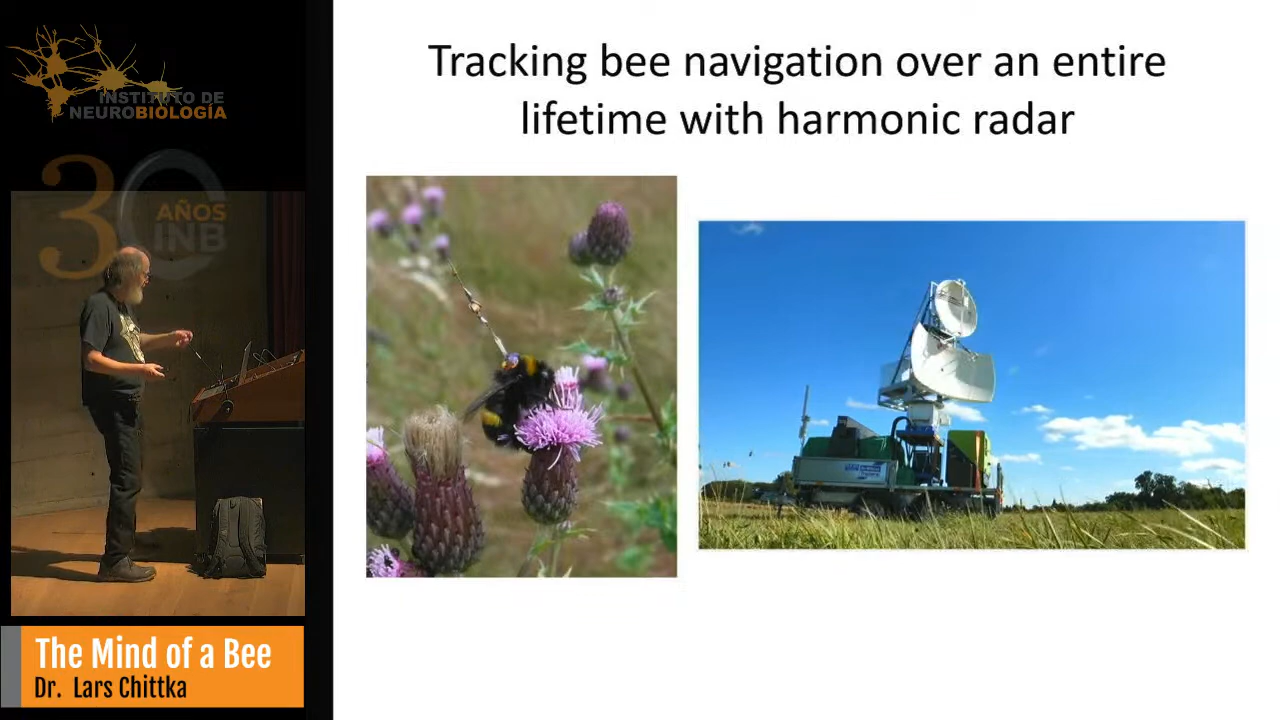 INSTITUTO DE
NEUROBIOLOGÍA
30 AÑOS
INB
The Mind of a Bee
Dr. Lars Chittka
Tracking bee navigation over an entire
lifetime with harmonic radar